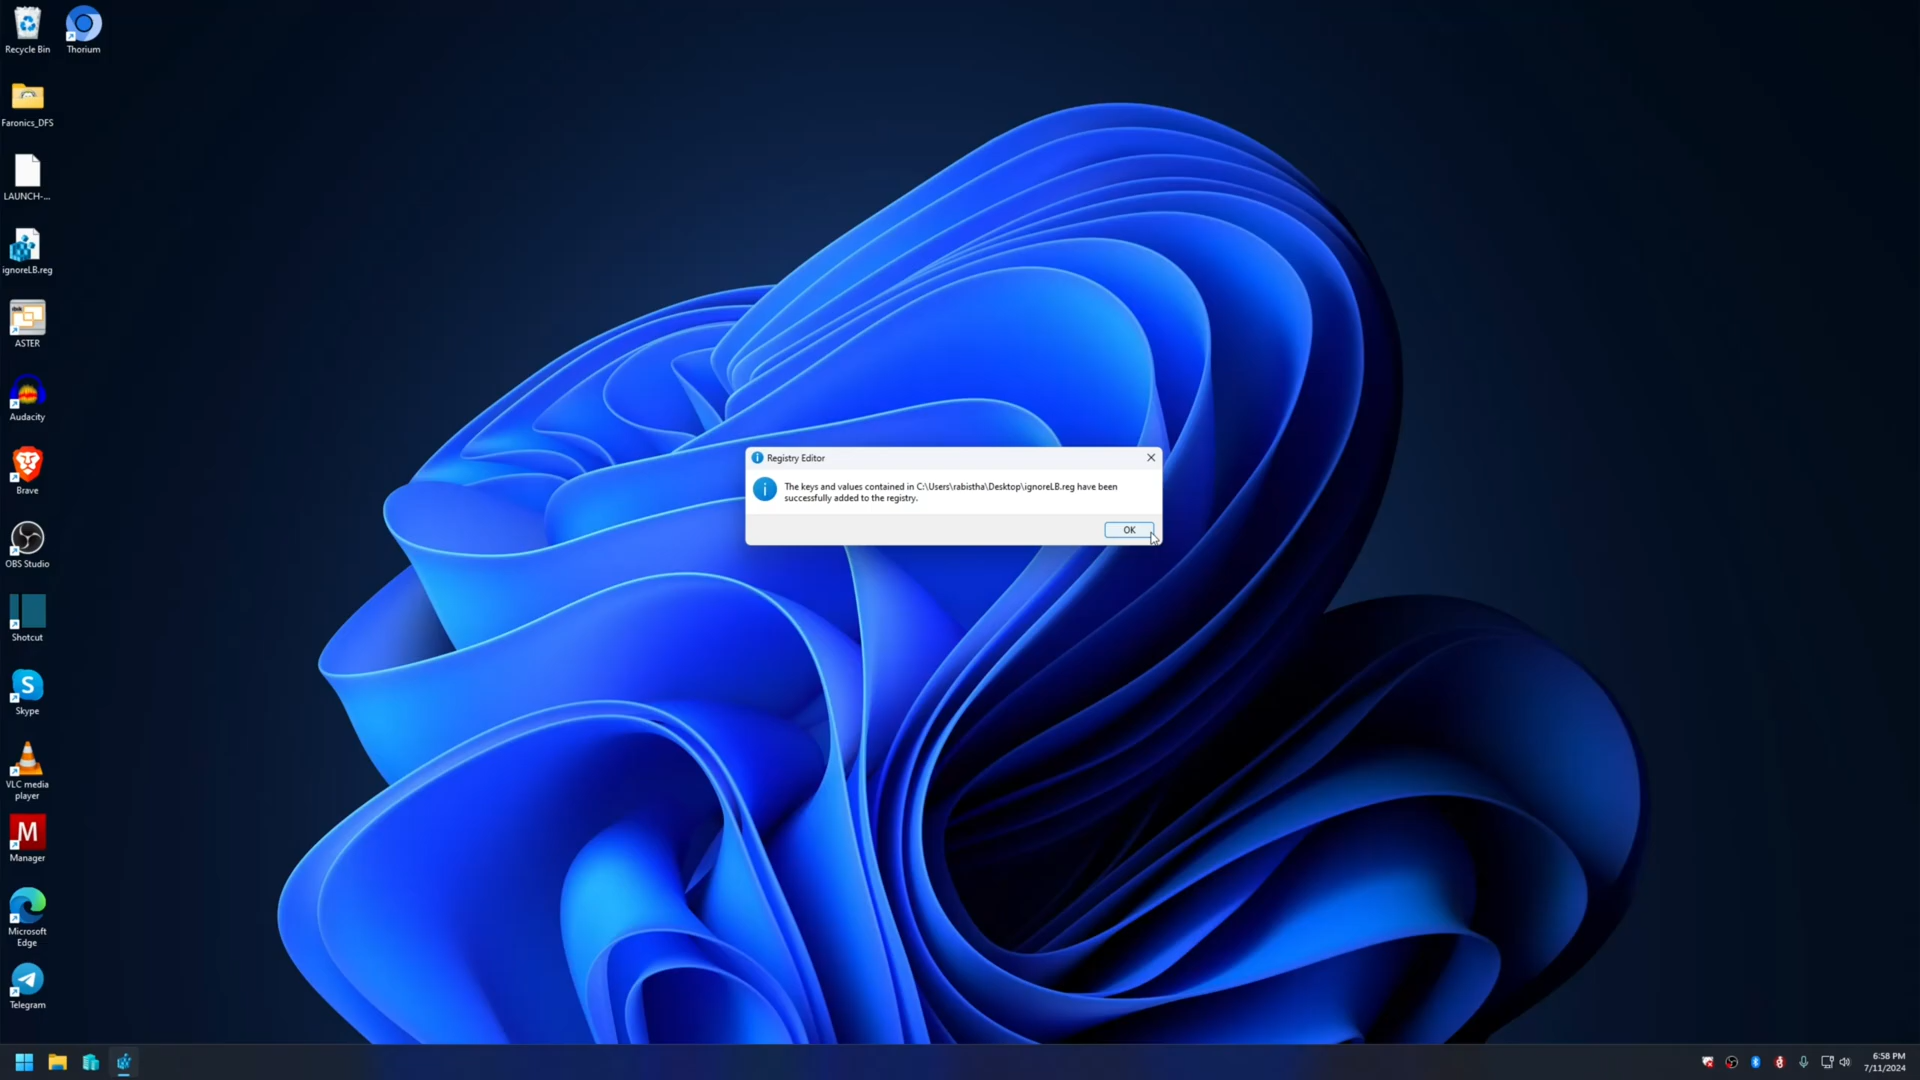 Recycle Bin
Thorium
Faronics_DFS
LAUNCH-...
ignoreLB.reg
ASTER
Audacity
Brave
OBS Studio
Shotcut
Skype
VLC media
player
M
Manager
Microsoft
Edge
Telegram
Registry Editor
The keys and values contained in C:\Users\rabistha\Desktop\ignoreLB.reg have been
successfully added to the registry.
OK
6:58 PM
7/11/2024